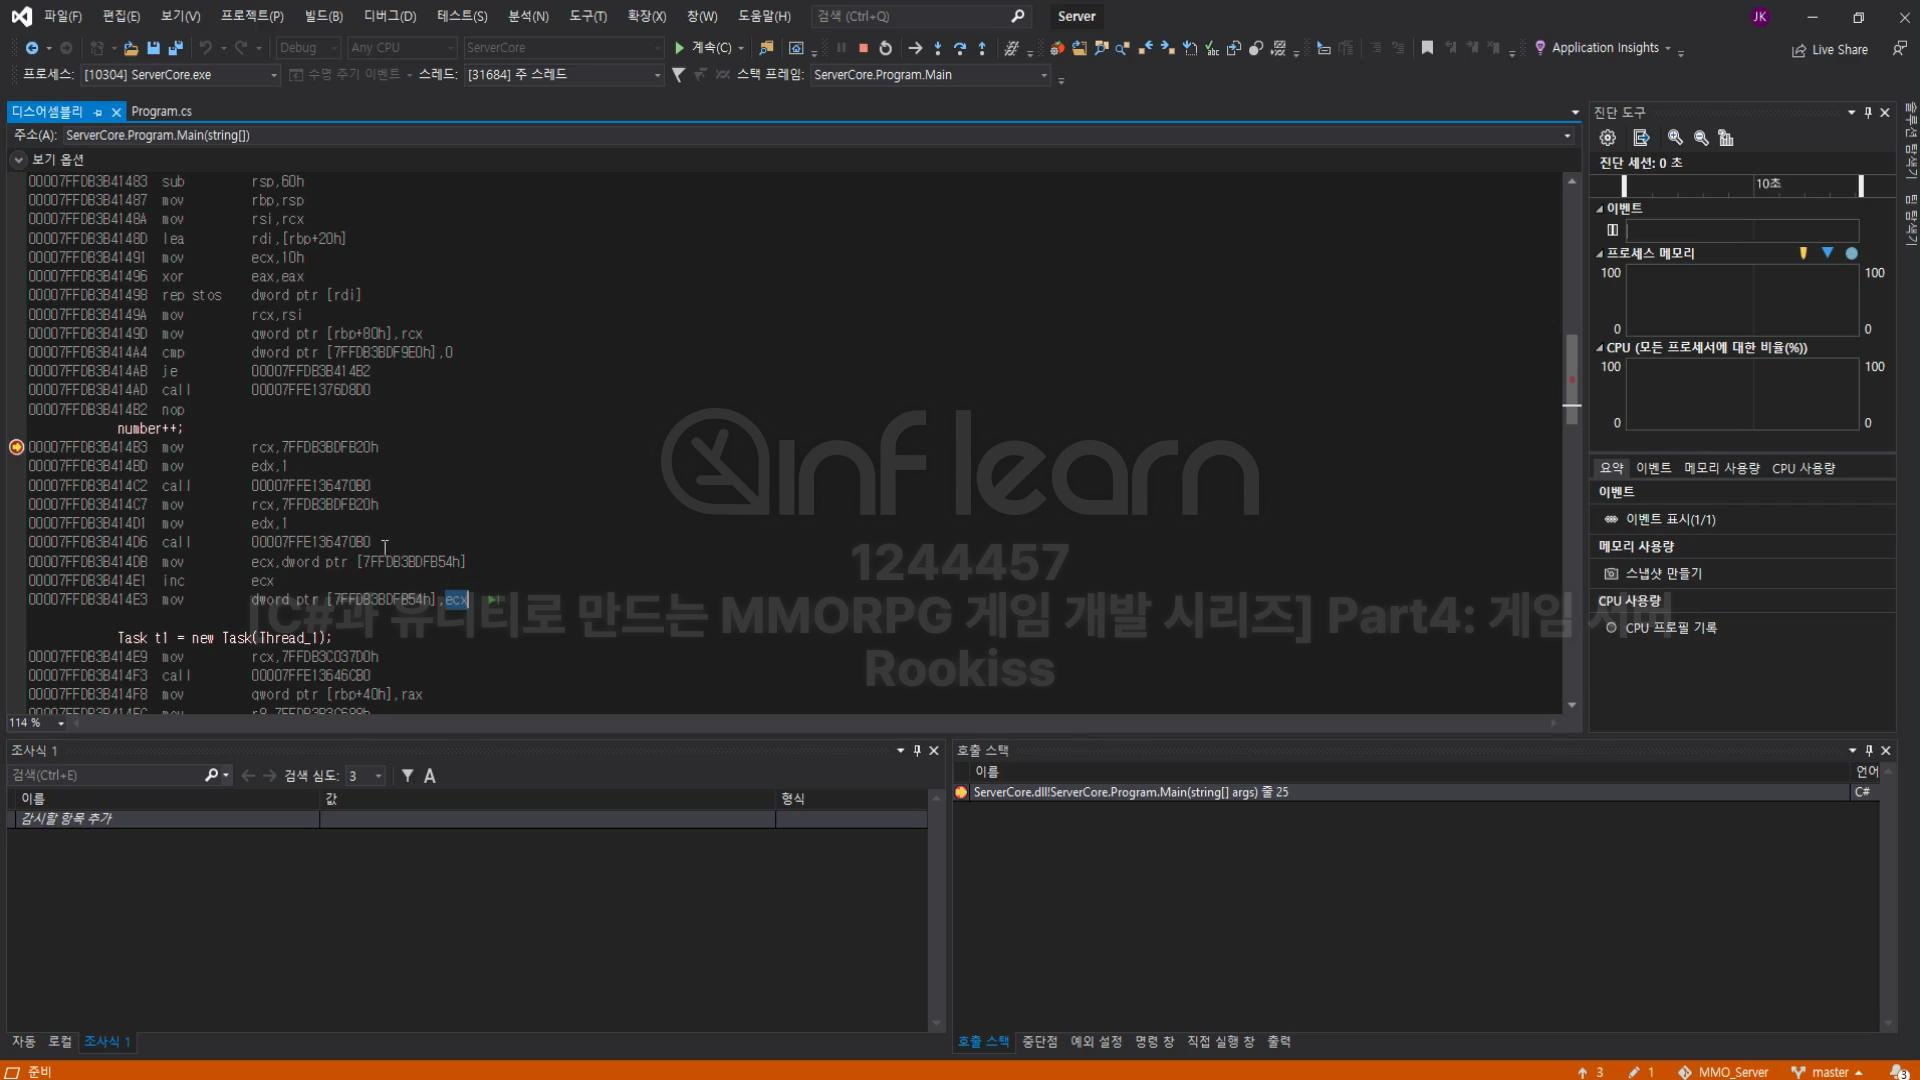 파일(F) 편집(E) 보기(V) 프로젝트(P) 빌드(B) 디버그(D) 테스트(S) 분석(N) 도구(T) 확장(X) 창(W) 도움말(H) 검색 (Ctrl+Q) Server JK
Debug Any CPU ServerCore 계속(C) Application Insights Live Share
프로세스: [10304] ServerCore.exe 수명 주기 이벤트 스레드: [31684] 주 스레드 스택 프레임: ServerCore.Program.Main
디스어셈블리 Program.cs
주소(A): ServerCore.Program.Main(string[])
보기 옵션
00007FFDB3B41483 sub rsp,60h
00007FFDB3B41487 mov rbp,rsp
00007FFDB3B4148A mov rsi,rcx
00007FFDB3B4148D lea rdi,[rbp+20h]
00007FFDB3B41491 mov ecx,10h
00007FFDB3B41496 xor eax,eax
00007FFDB3B41498 rep stos dword ptr [rdi]
00007FFDB3B4149A mov rcx,rsi
00007FFDB3B4149D mov qword ptr [rbp+80h],rcx
00007FFDB3B414A4 cmp dword ptr [7FFDB3BDF9E0h],0
00007FFDB3B414AB je 00007FFDB3B414B2
00007FFDB3B414AD call 00007FFE1376D8D0
00007FFDB3B414B2 nop
number++;
00007FFDB3B414B3 mov rcx,7FFDB3BDFB20h
00007FFDB3B414BD mov edx,1
00007FFDB3B414C2 call 00007FFE136470B0
00007FFDB3B414C7 mov rcx,7FFDB3BDFB20h
00007FFDB3B414D1 mov edx,1
00007FFDB3B414D6 call 00007FFE136470B0
00007FFDB3B414DB mov ecx,dword ptr [7FFDB3BDFB54h]
00007FFDB3B414E1 inc ecx
00007FFDB3B414E3 mov dword ptr [7FFDB3BDFB54h],ecx
Task t1 = new Task(Thread_1);
00007FFDB3B414E9 mov rcx,7FFDB3C037D0h
00007FFDB3B414F3 call 00007FFE13646CB0
00007FFDB3B414F8 mov qword ptr [rbp+40h],rax
114 %
inflearn
1244457
[C#과 유니티로 만드는 MMORPG 게임 개발 시리즈] Part4: 게임 서버
Rookiss
진단 도구
진단 세션: 0 초
10초
이벤트
프로세스 메모리
100 100
0 0
CPU (모든 프로세서에 대한 비율(%))
100 100
0 0
요약 이벤트 메모리 사용량 CPU 사용량
이벤트
이벤트 표시(1/1)
메모리 사용량
스냅샷 만들기
CPU 사용량
CPU 프로필 기록
솔루션 탐색기
팀 탐색기
조사식 1
검색(Ctrl+E) 검색 심도: 3
이름 값 형식
감시할 항목 추가
자동 로컬 조사식 1
호출 스택
이름 언어
ServerCore.dll!ServerCore.Program.Main(string[] args) 줄 25 C#
호출 스택 중단점 예외 설정 명령 창 직접 실행 창 출력
준비 3 1 MMO_Server master 3